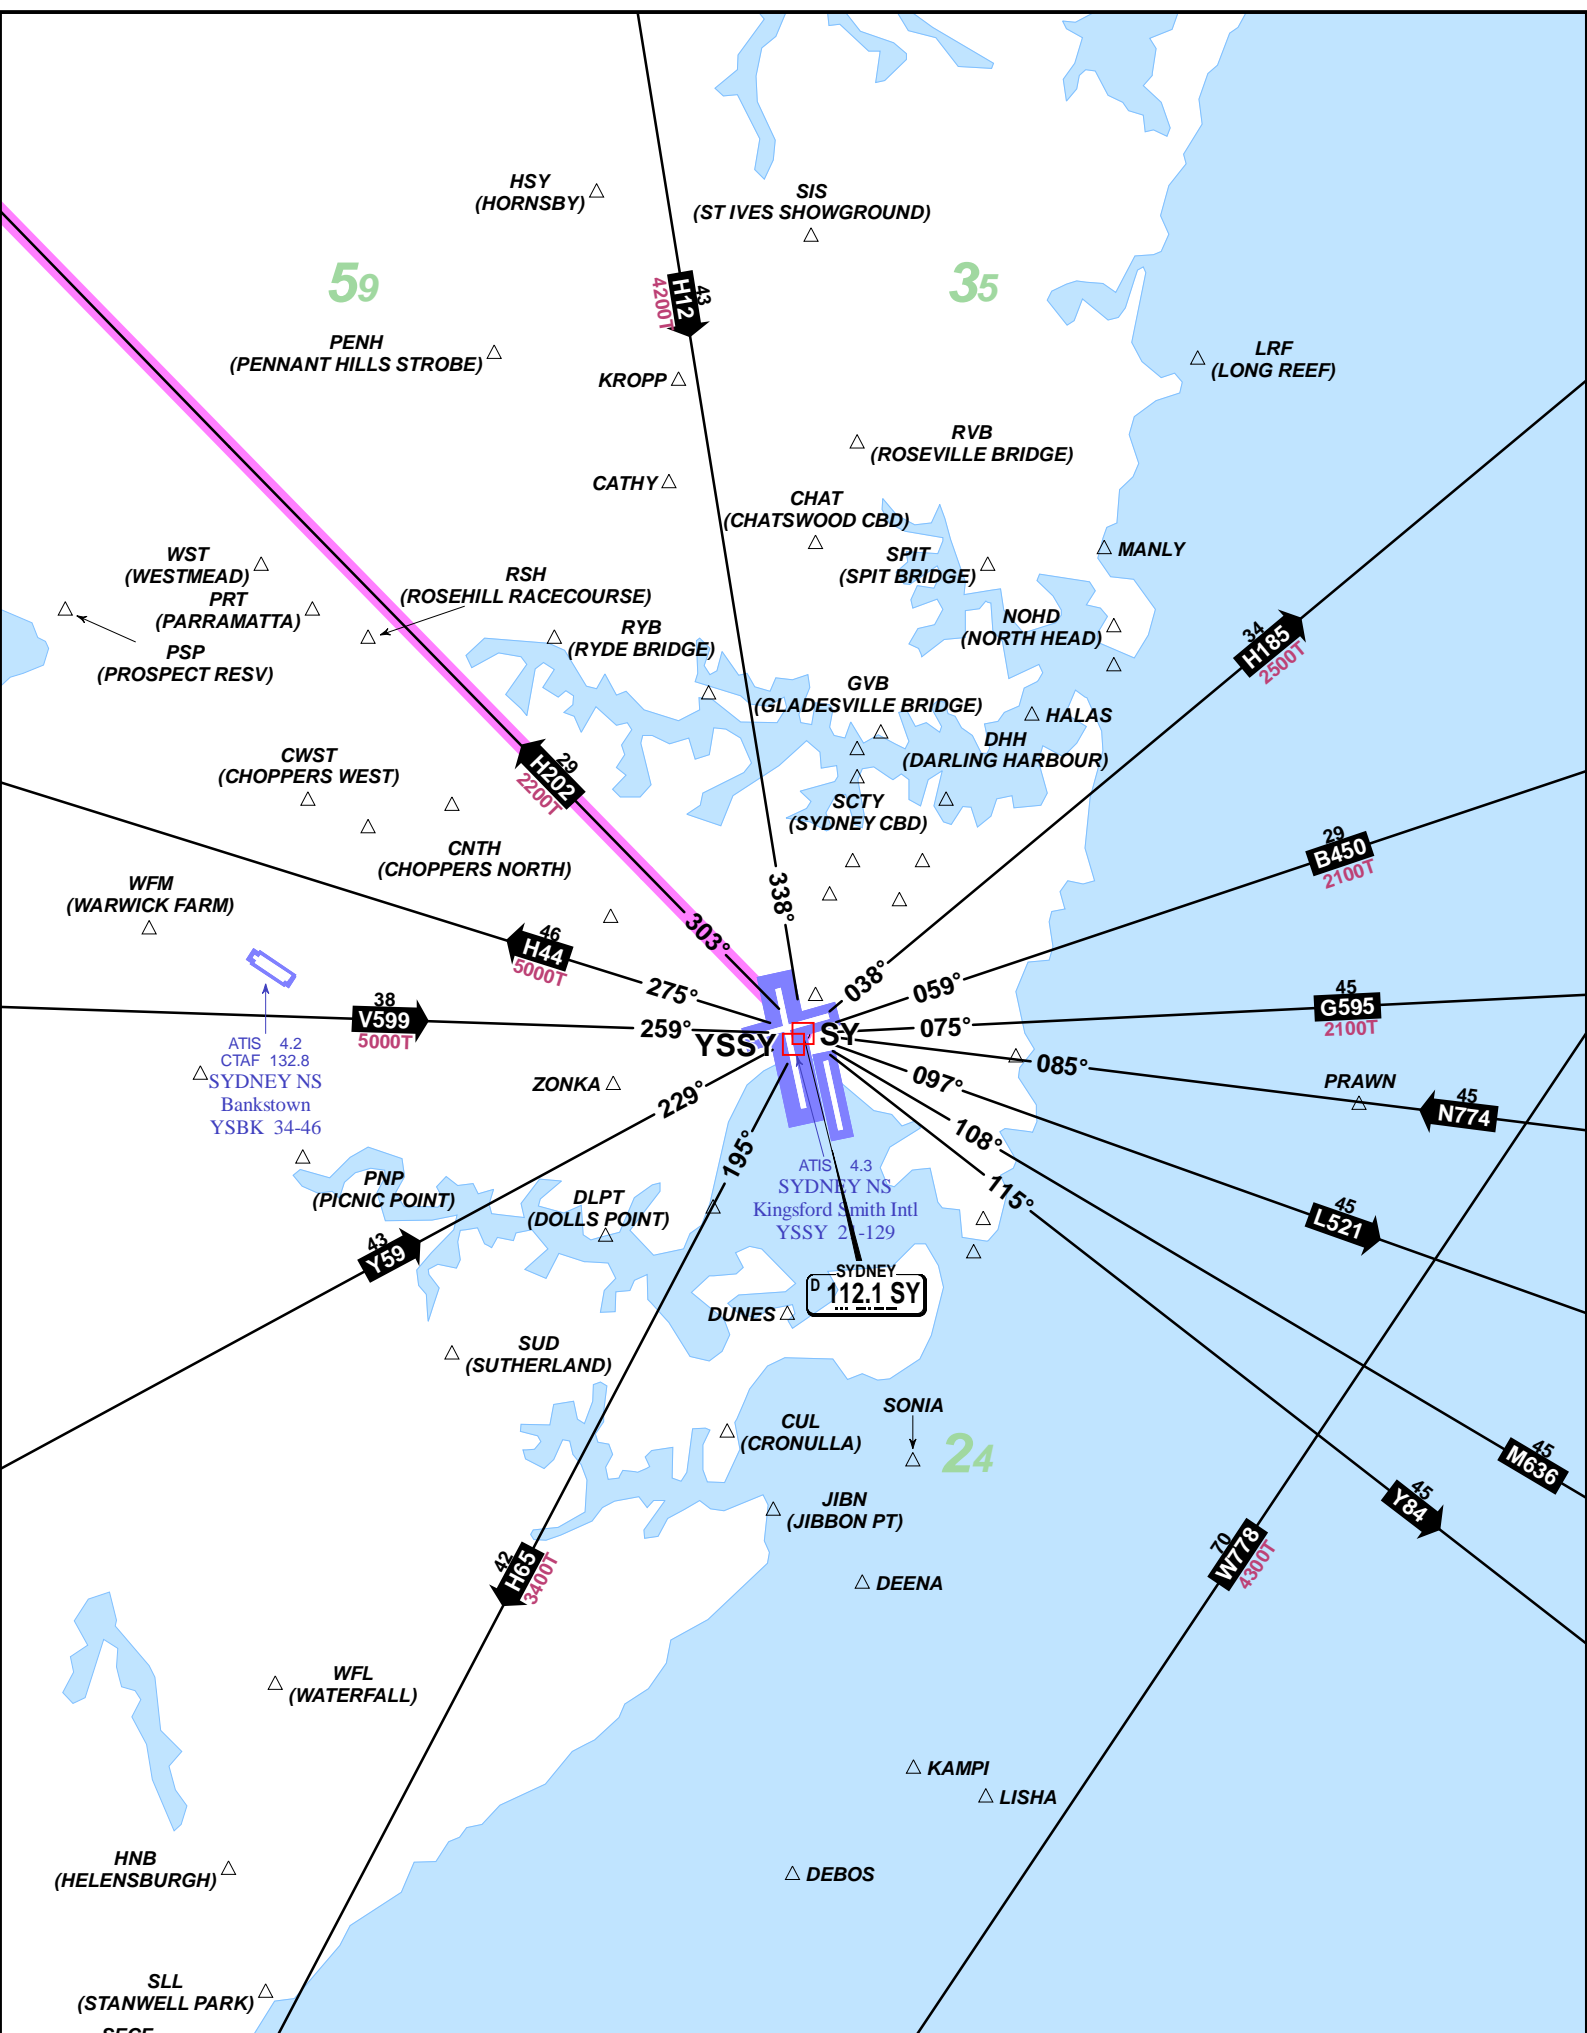 HSY
(HORNSBY)
SIS
(ST IVES SHOWGROUND)
59
35
43
H12
4200T
PENH
(PENNANT HILLS STROBE)
KROPP
LRF
(LONG REEF)
RVB
(ROSEVILLE BRIDGE)
CATHY
CHAT
(CHATSWOOD CBD)
WST
(WESTMEAD)
SPIT
(SPIT BRIDGE)
MANLY
RSH
(ROSEHILL RACECOURSE)
PRT
(PARRAMATTA)
NOHD
(NORTH HEAD)
RYB
(RYDE BRIDGE)
PSP
(PROSPECT RESV)
34
H185
2500T
GVB
(GLADESVILLE BRIDGE)
HALAS
DHH
(DARLING HARBOUR)
CWST
(CHOPPERS WEST)
29
H202
2200T
SCTY
(SYDNEY CBD)
CNTH
(CHOPPERS NORTH)
29
B450
2100T
WFM
(WARWICK FARM)
338°
303°
46
H44
5000T
275°
038°
059°
38
V599
5000T
259°
YSSY
SY
075°
45
G595
2100T
ATIS 4.2
CTAF 132.8
SYDNEY NS
Bankstown
YSBK 34-46
ZONKA
229°
085°
097°
PRAWN
45
N774
195°
108°
115°
ATIS 4.3
SYDNEY NS
Kingsford Smith Intl
YSSY 21-129
PNP
(PICNIC POINT)
DLPT
(DOLLS POINT)
43
Y59
45
L521
SYDNEY
D 112.1 SY
DUNES
SUD
(SUTHERLAND)
SONIA
CUL
(CRONULLA)
24
45
M636
45
Y84
JIBN
(JIBBON PT)
70
W778
4300T
42
H65
3400T
DEENA
WFL
(WATERFALL)
KAMPI
LISHA
HNB
(HELENSBURGH)
DEBOS
SLL
(STANWELL PARK)